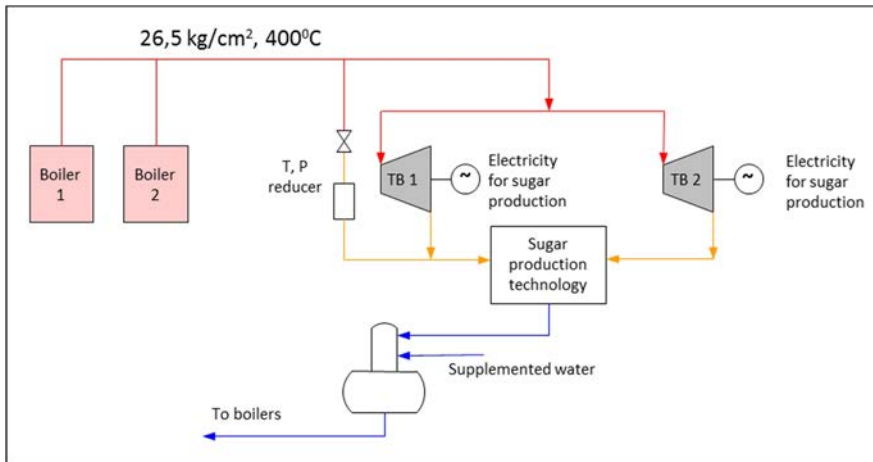 26,5 kg/cm², 400⁰C
Boiler
1
Boiler
2
T, P
reducer
TB 1
~
Electricity
for sugar
production
TB 2
~
Electricity
for sugar
production
Sugar
production
technology
Supplemented water
To boilers